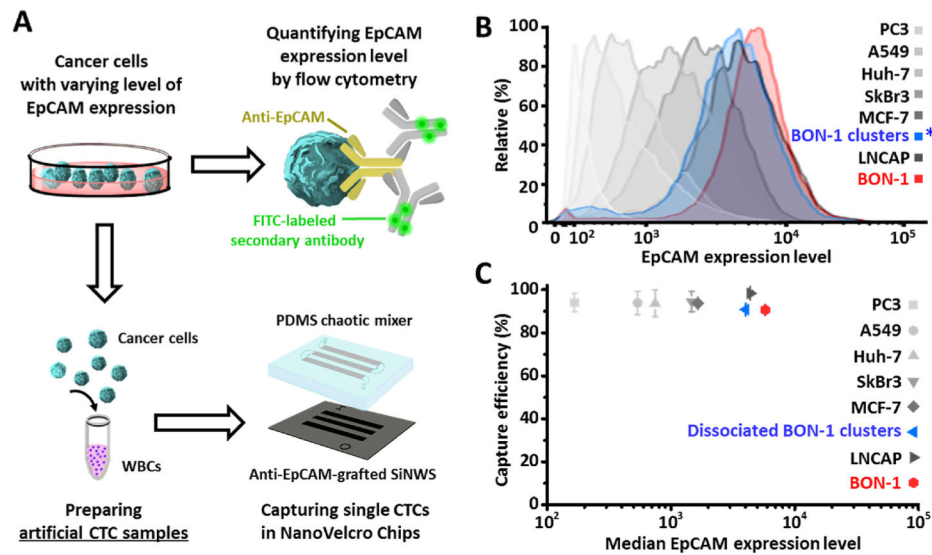 A
Cancer cells
with varying level of
EpCAM expression
Quantifying EpCAM
expression level
by flow cytometry
Anti-EpCAM
FITC-labeled
secondary antibody
Cancer cells
WBCs
Preparing
artificial CTC samples
PDMS chaotic mixer
Anti-EpCAM-grafted SiNWS
Capturing single CTCs
in NanoVelcro Chips
B
Relative (%)
100
80
60
40
20
0
0 10² 10³ 10⁴ 10⁵
EpCAM expression level
PC3
A549
Huh-7
SkBr3
MCF-7
BON-1 clusters *
LNCAP
BON-1
C
Capture efficiency (%)
100
80
60
40
20
0
10² 10³ 10⁴ 10⁵
Median EpCAM expression level
PC3
A549
Huh-7
SkBr3
MCF-7
Dissociated BON-1 clusters
LNCAP
BON-1